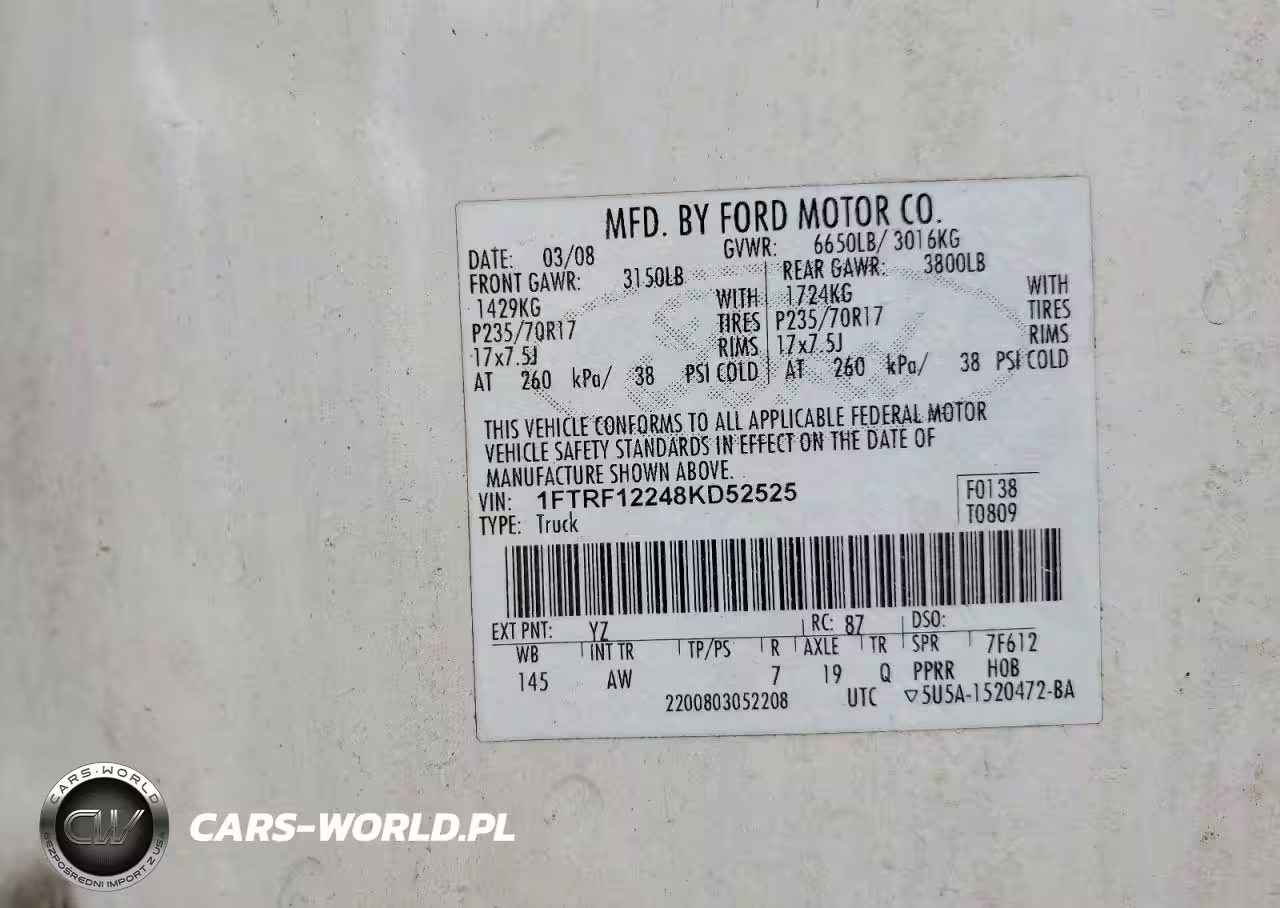 MFD. BY FORD MOTOR CO.
DATE: 03/08 GVWR: 6650LB/ 3016KG
FRONT GAWR: 3150LB REAR GAWR: 3800LB
1429KG WITH 1724KG WITH
P235/70R17 TIRES P235/70R17 TIRES
17x7.5J RIMS 17x7.5J RIMS
AT 260 kPa/ 38 PSI COLD AT 260 kPa/ 38 PSI COLD
THIS VEHICLE CONFORMS TO ALL APPLICABLE FEDERAL MOTOR
VEHICLE SAFETY STANDARDS IN EFFECT ON THE DATE OF
MANUFACTURE SHOWN ABOVE.
VIN: 1FTRF12248KD52525 F0138
TYPE: Truck T0809
EXT PNT: YZ RC: 87 DSO:
WB INT TR TP/PS R AXLE TR SPR 7F612
145 AW 7 19 Q PPRR HOB
2200803052208 UTC ▽5U5A-1520472-BA
CARS-WORLD
CW
BEZPOŚREDNI IMPORT Z USA
CARS-WORLD.PL